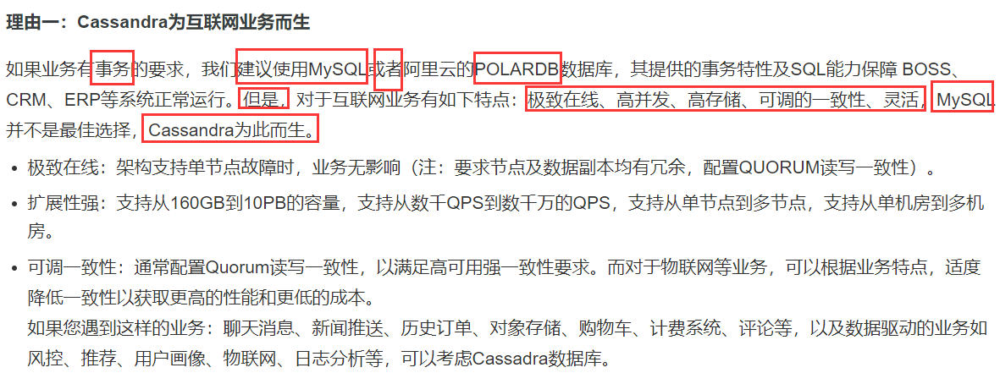 理由一：Cassandra为互联网业务而生
如果业务有事务的要求，我们建议使用MySQL或者阿里云的POLARDB数据库，其提供的事务特性及SQL能力保障 BOSS、
CRM、ERP等系统正常运行。但是，对于互联网业务有如下特点：极致在线、高并发、高存储、可调的一致性、灵活，MySQL
并不是最佳选择，Cassandra为此而生。
• 极致在线：架构支持单节点故障时，业务无影响（注：要求节点及数据副本均有冗余，配置QUORUM读写一致性）。
• 扩展性强：支持从160GB到10PB的容量，支持从数千QPS到数千万的QPS，支持从单节点到多节点，支持从单机房到多机
房。
• 可调一致性：通常配置Quorum读写一致性，以满足高可用强一致性要求。而对于物联网等业务，可以根据业务特点，适度
降低一致性以获取更高的性能和更低的成本。
如果您遇到这样的业务：聊天消息、新闻推送、历史订单、对象存储、购物车、计费系统、评论等，以及数据驱动的业务如
风控、推荐、用户画像、物联网、日志分析等，可以考虑Cassadra数据库。